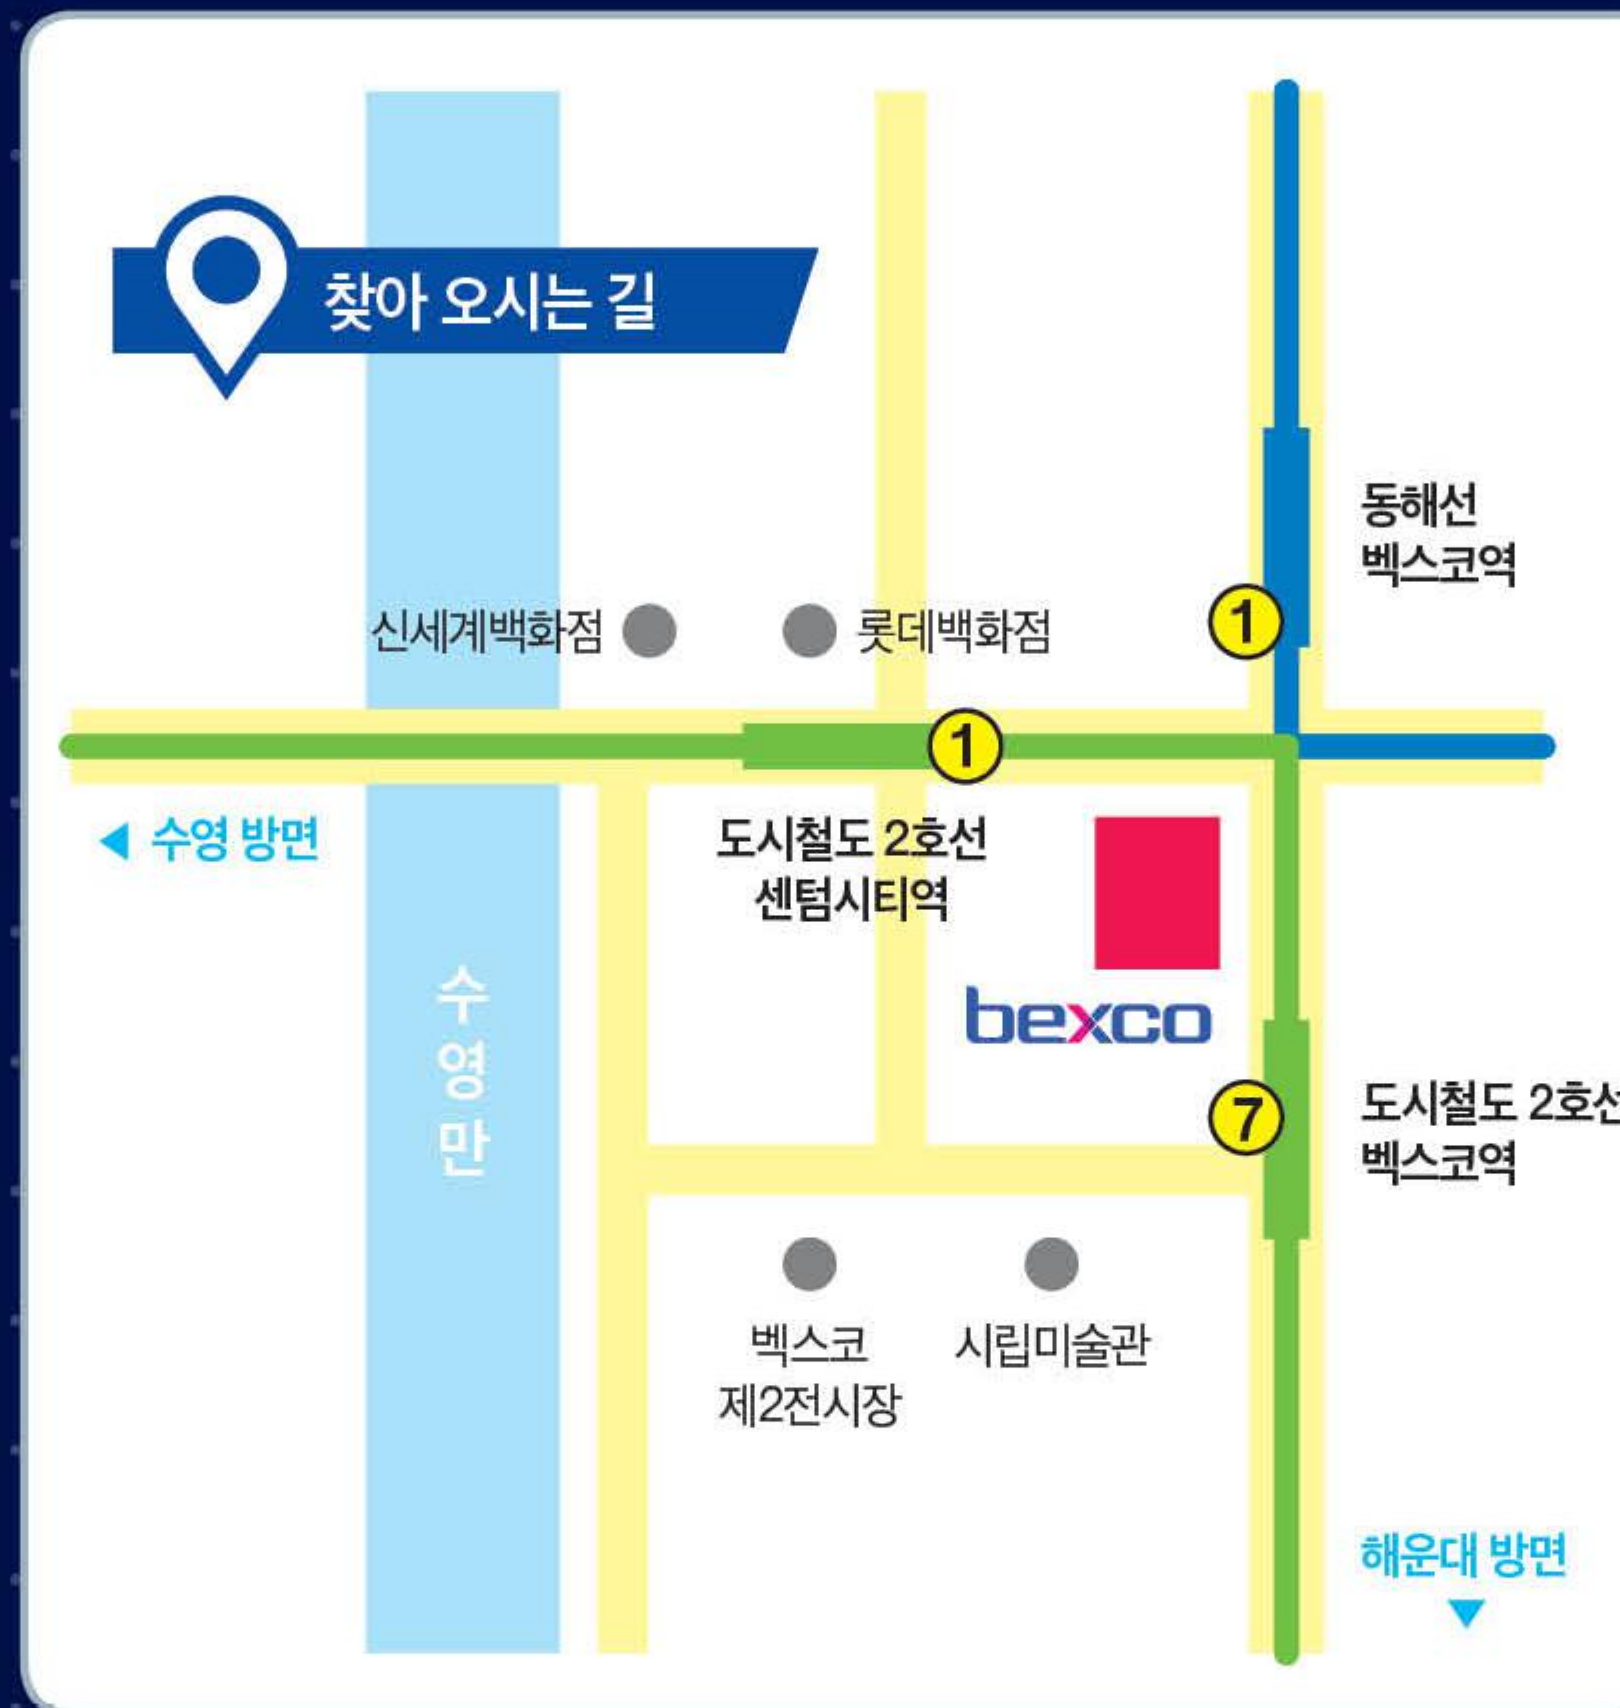 찾아 오시는 길
동해선
벡스코역
신세계백화점
롯데백화점
1
1
수영 방면
도시철도 2호선
센텀시티역
bexco
수영만
7
도시철도 2호선
벡스코역
벡스코
제2전시장
시립미술관
해운대 방면